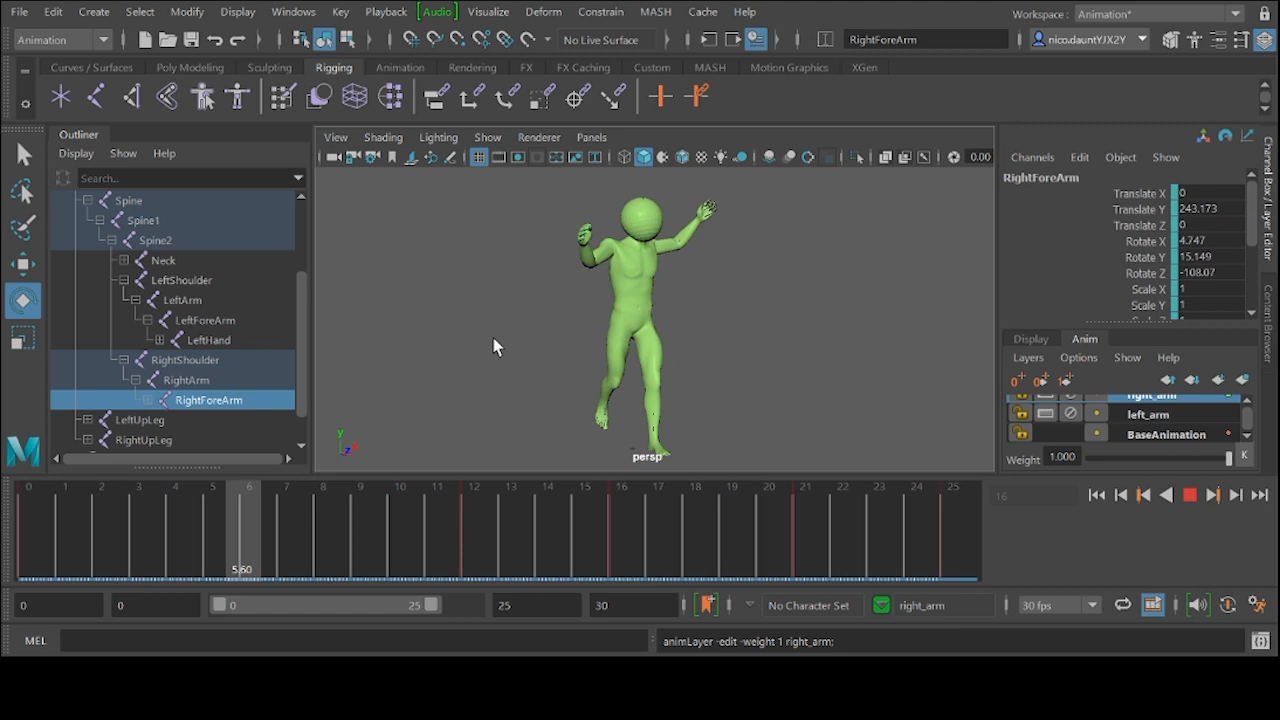 File Edit Create Select Modify Display Windows Key Playback [Audio] Visualize Deform Constrain MASH Cache Help Workspace : Animation*
Animation No Live Surface RightForeArm nico.dauntYJX2Y
Curves / Surfaces Poly Modeling Sculpting Rigging Animation Rendering FX FX Caching Custom MASH Motion Graphics XGen
Outliner
Display Show Help
Search...
Spine
Spine1
Spine2
Neck
LeftShoulder
LeftArm
LeftForeArm
LeftHand
RightShoulder
RightArm
RightForeArm
LeftUpLeg
RightUpLeg
View Shading Lighting Show Renderer Panels
0.00
y
z
persp
Channels Edit Object Show
RightForeArm
Translate X 0
Translate Y 243.173
Translate Z 0
Rotate X 4.747
Rotate Y 15.149
Rotate Z -108.07
Scale X 1
Scale Y 1
Display Anim
Layers Options Show Help
right_arm
left_arm
BaseAnimation
Weight 1.000 K
Channel Box / Layer Editor
Content Browser
0 1 2 3 4 5 6 7 8 9 10 11 12 13 14 15 16 17 18 19 20 21 22 23 24 25
5.60
16
0 0 0 25 25 30 No Character Set right_arm 30 fps
MEL animLayer -edit -weight 1 right_arm;